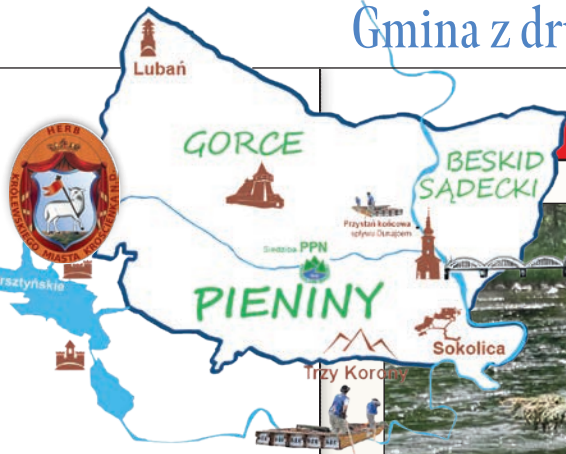 Gmina z dr
Lubań
GORCE
HERB
KRÓLEWSKIEGO MIASTA KROŚCIENKA N.D.
BESKID
SĄDECKI
Przystań końcowa
spływu Dunajcem
Siedziba PPN
rsztyńskie
PIENINY
Sokolica
Trzy Korony